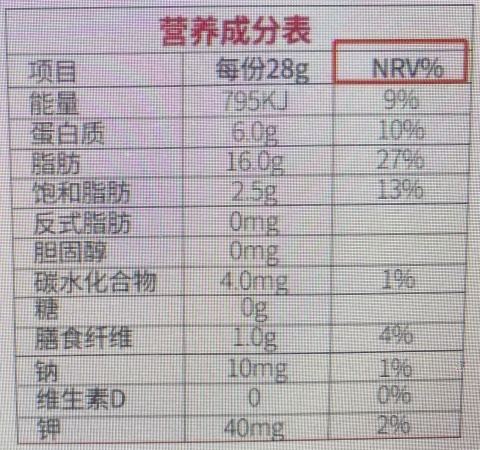 营养成分表
项目 每份28g NRV%
能量 795KJ 9%
蛋白质 6.0g 10%
脂肪 16.0g 27%
饱和脂肪 2.5g 13%
反式脂肪 0mg
胆固醇 0mg
碳水化合物 4.0mg 1%
糖 0g
膳食纤维 1.0g 4%
钠 10mg 1%
维生素D 0 0%
钾 40mg 2%